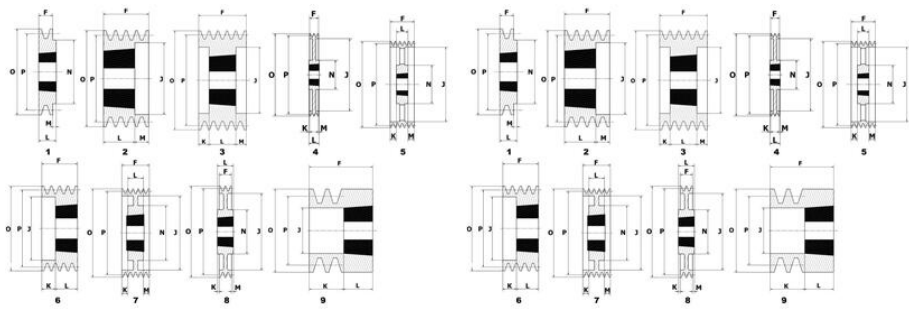 F F F F F F F F F F
L L
O P N O P J O P J O P N J O P N J O P N O P J O P J O P N J O P N J
M L L M K L M K M L K M M L L M K L M K M L K M
1 2 3 4 5 1 2 3 4 5
F F L F F F L F
L F L F
O P J O P N J O P N J O P J O P J O P N J O P N J O P J
K L K M K M K L K L K M K M K L
6 7 8 9 6 7 8 9